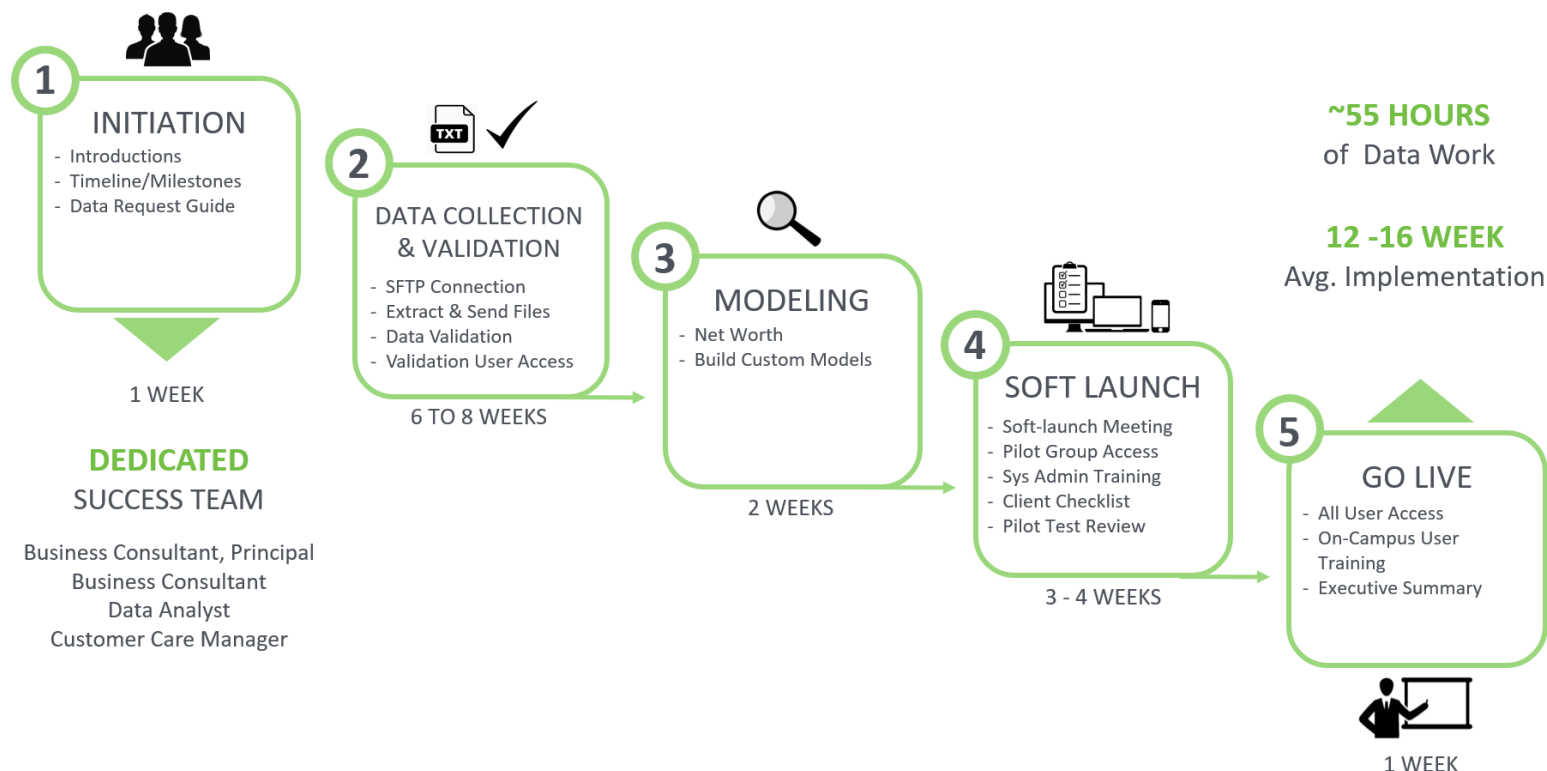 1
INITIATION
- Introductions
- Timeline/Milestones
- Data Request Guide
1 WEEK
DEDICATED
SUCCESS TEAM
Business Consultant, Principal
Business Consultant
Data Analyst
Customer Care Manager
TXT
2
DATA COLLECTION
& VALIDATION
- SFTP Connection
- Extract & Send Files
- Data Validation
- Validation User Access
6 TO 8 WEEKS
3
MODELING
- Net Worth
- Build Custom Models
2 WEEKS
4
SOFT LAUNCH
- Soft-launch Meeting
- Pilot Group Access
- Sys Admin Training
- Client Checklist
- Pilot Test Review
3 - 4 WEEKS
~55 HOURS
of Data Work
12 -16 WEEK
Avg. Implementation
5
GO LIVE
- All User Access
- On-Campus User
Training
- Executive Summary
1 WEEK